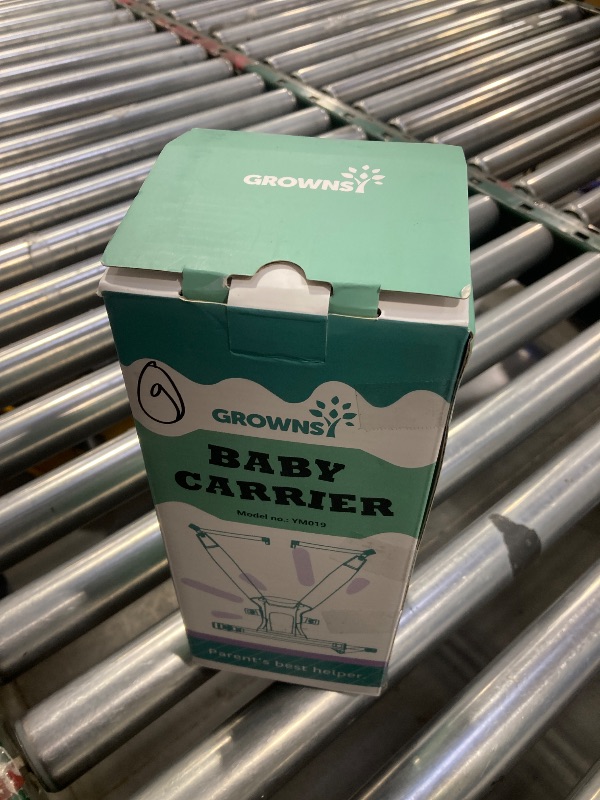 GROWNSY
9
GROWNSY
BABY
CARRIER
Model no.: YM019
Parent's best helper